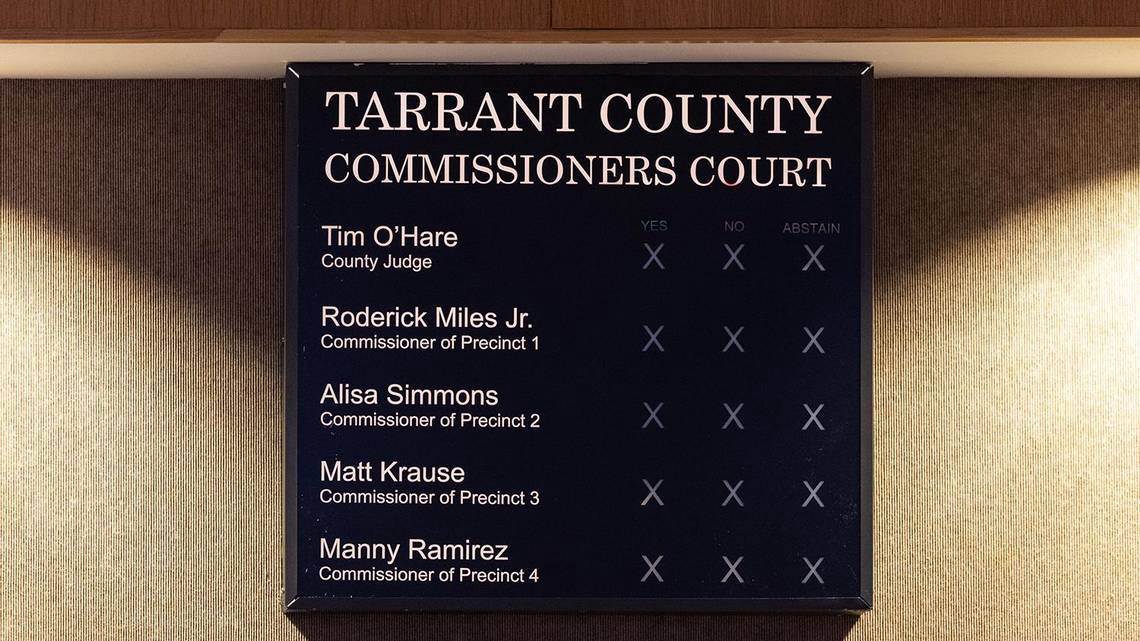 TARRANT COUNTY
COMMISSIONERS COURT
YES NO ABSTAIN
Tim O’Hare X X X
County Judge
Roderick Miles Jr.
Commissioner of Precinct 1 X X X
Alisa Simmons
Commissioner of Precinct 2 X X X
Matt Krause
Commissioner of Precinct 3 X X X
Manny Ramirez
Commissioner of Precinct 4 X X X